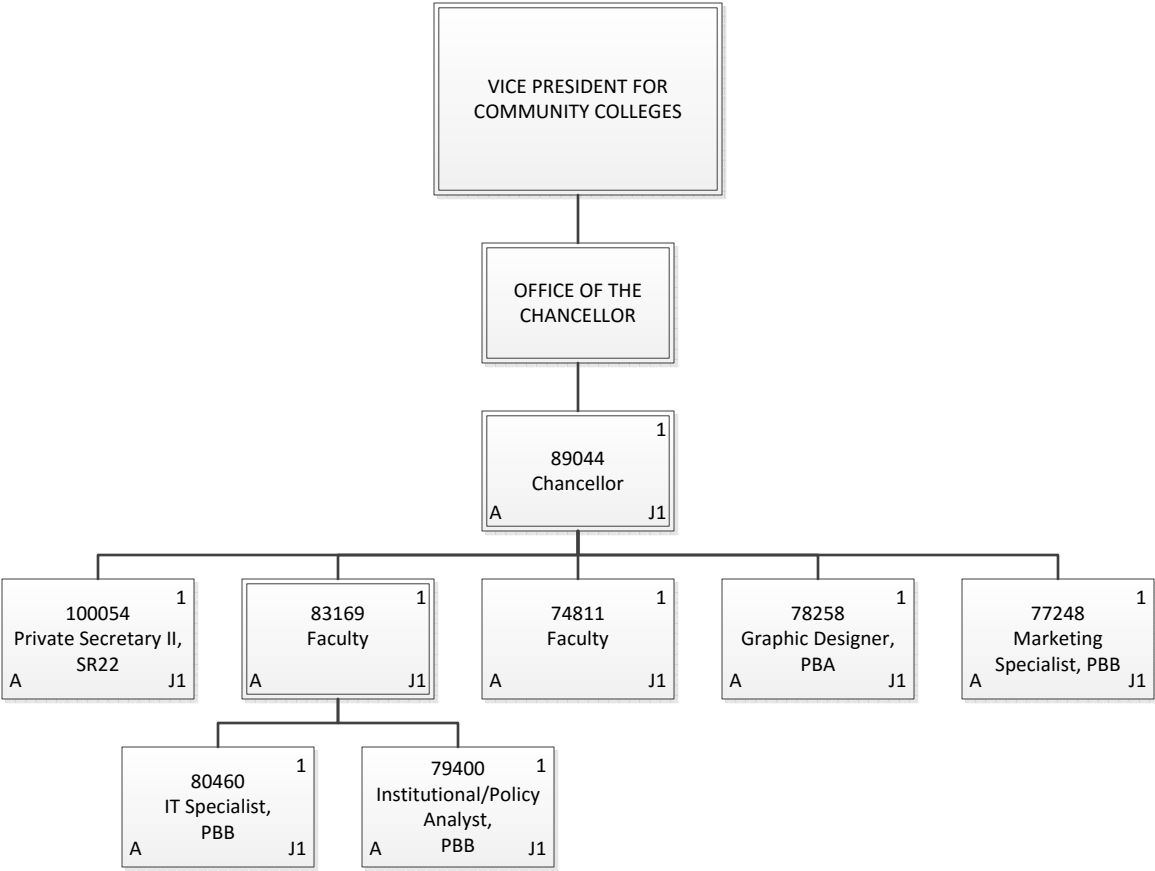 VICE PRESIDENT FOR
COMMUNITY COLLEGES
OFFICE OF THE
CHANCELLOR
1
89044
Chancellor
A J1
1
100054
Private Secretary II,
SR22
A J1
1
83169
Faculty
A J1
1
74811
Faculty
A J1
1
78258
Graphic Designer,
PBA
A J1
1
77248
Marketing
Specialist, PBB
A J1
1
80460
IT Specialist,
PBB
A J1
1
79400
Institutional/Policy
Analyst,
PBB
A J1